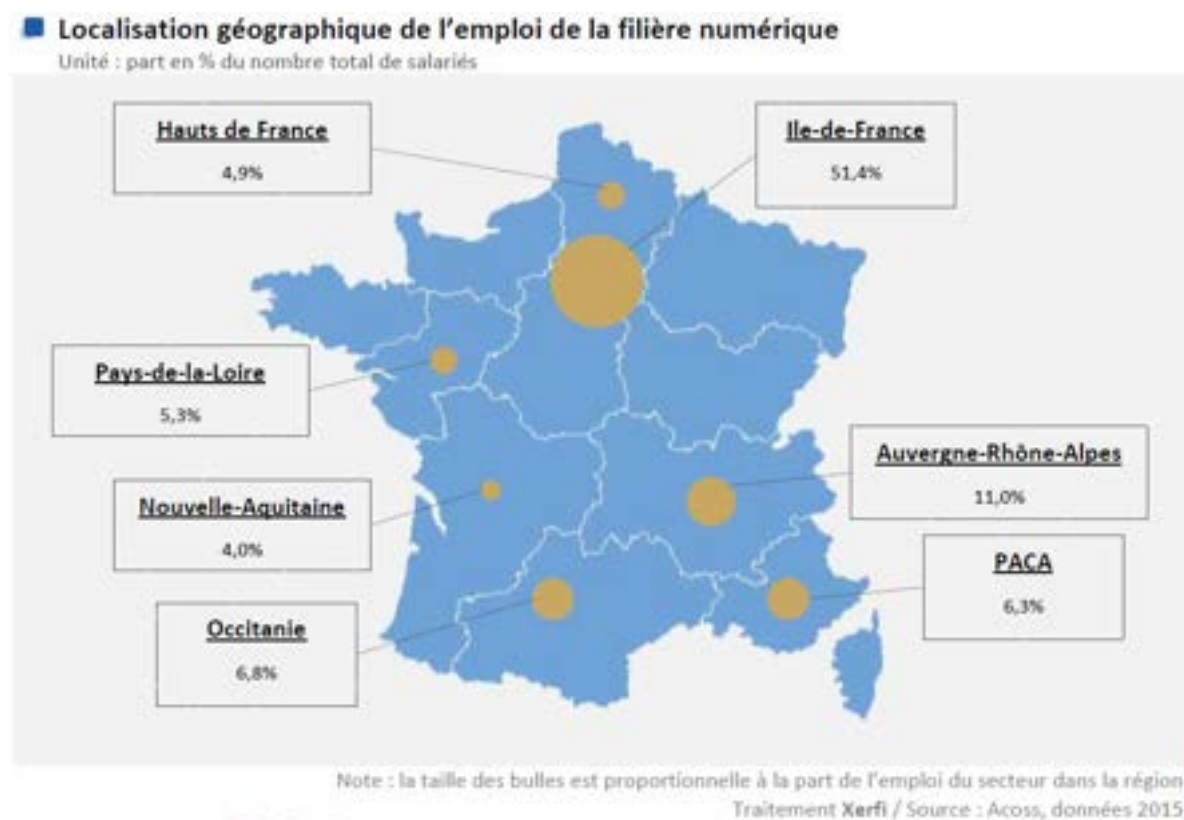 Localisation géographique de l'emploi de la filière numérique
Unité : part en % du nombre total de salariés
Hauts de France
4,9%
Ile-de-France
51,4%
Pays-de-la-Loire
5,3%
Auvergne-Rhône-Alpes
11,0%
Nouvelle-Aquitaine
4,0%
PACA
6,3%
Occitanie
6,8%
Note : la taille des bulles est proportionnelle à la part de l'emploi du secteur dans la région
Traitement Xerfi / Source : Acoss, données 2015